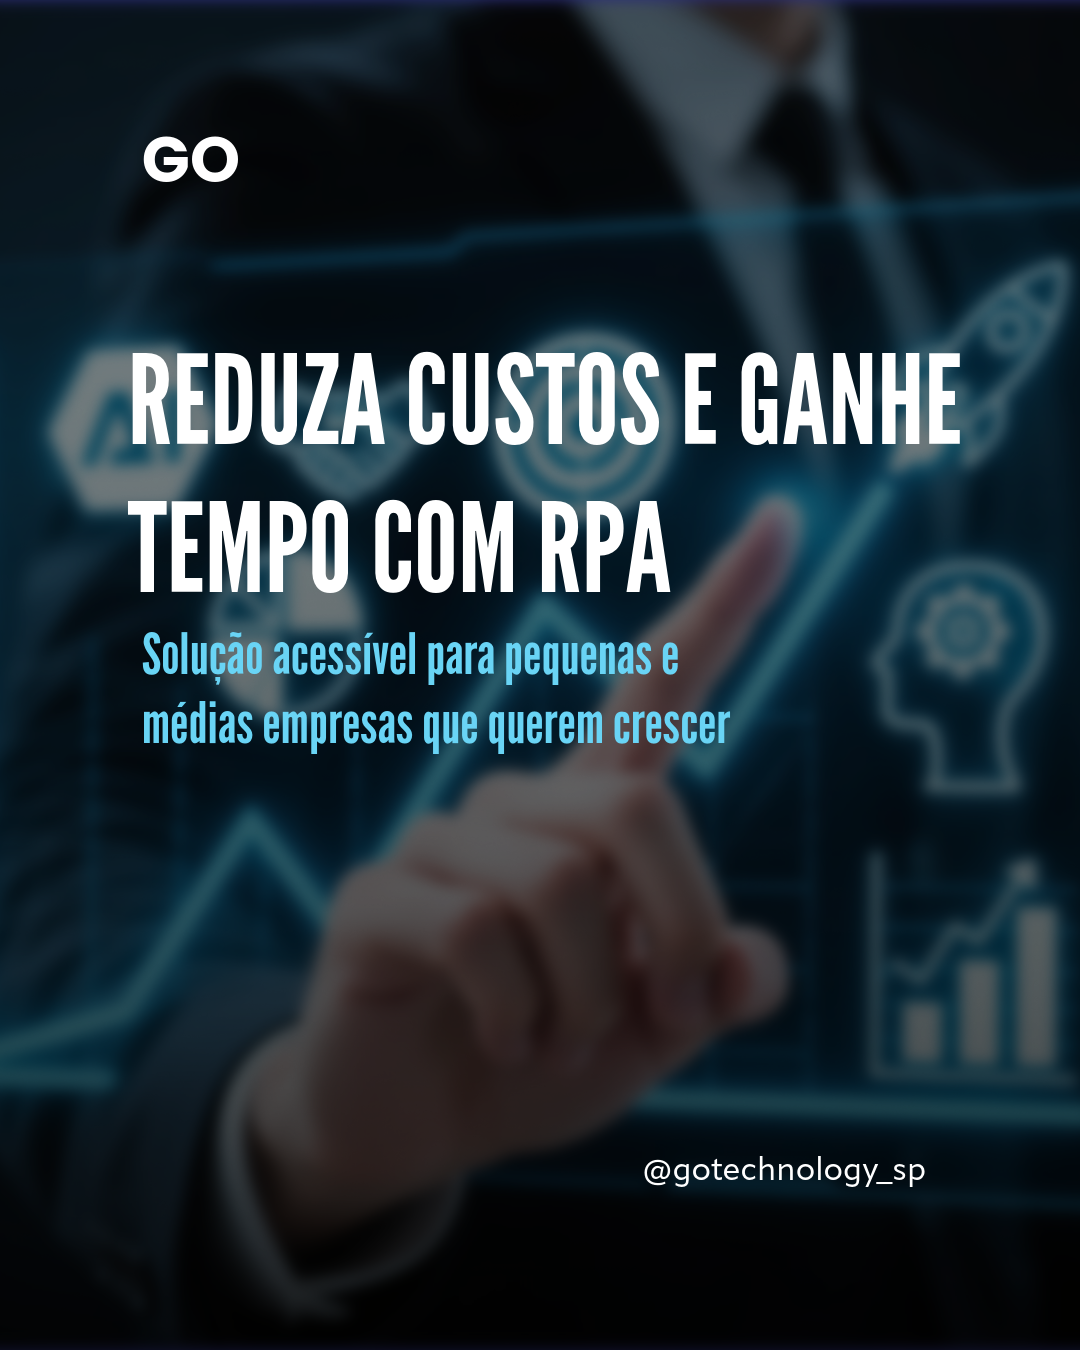 GO
REDUZA CUSTOS E GANHE
TEMPO COM RPA
Solução acessível para pequenas e
médias empresas que querem crescer
@gotechnology_sp